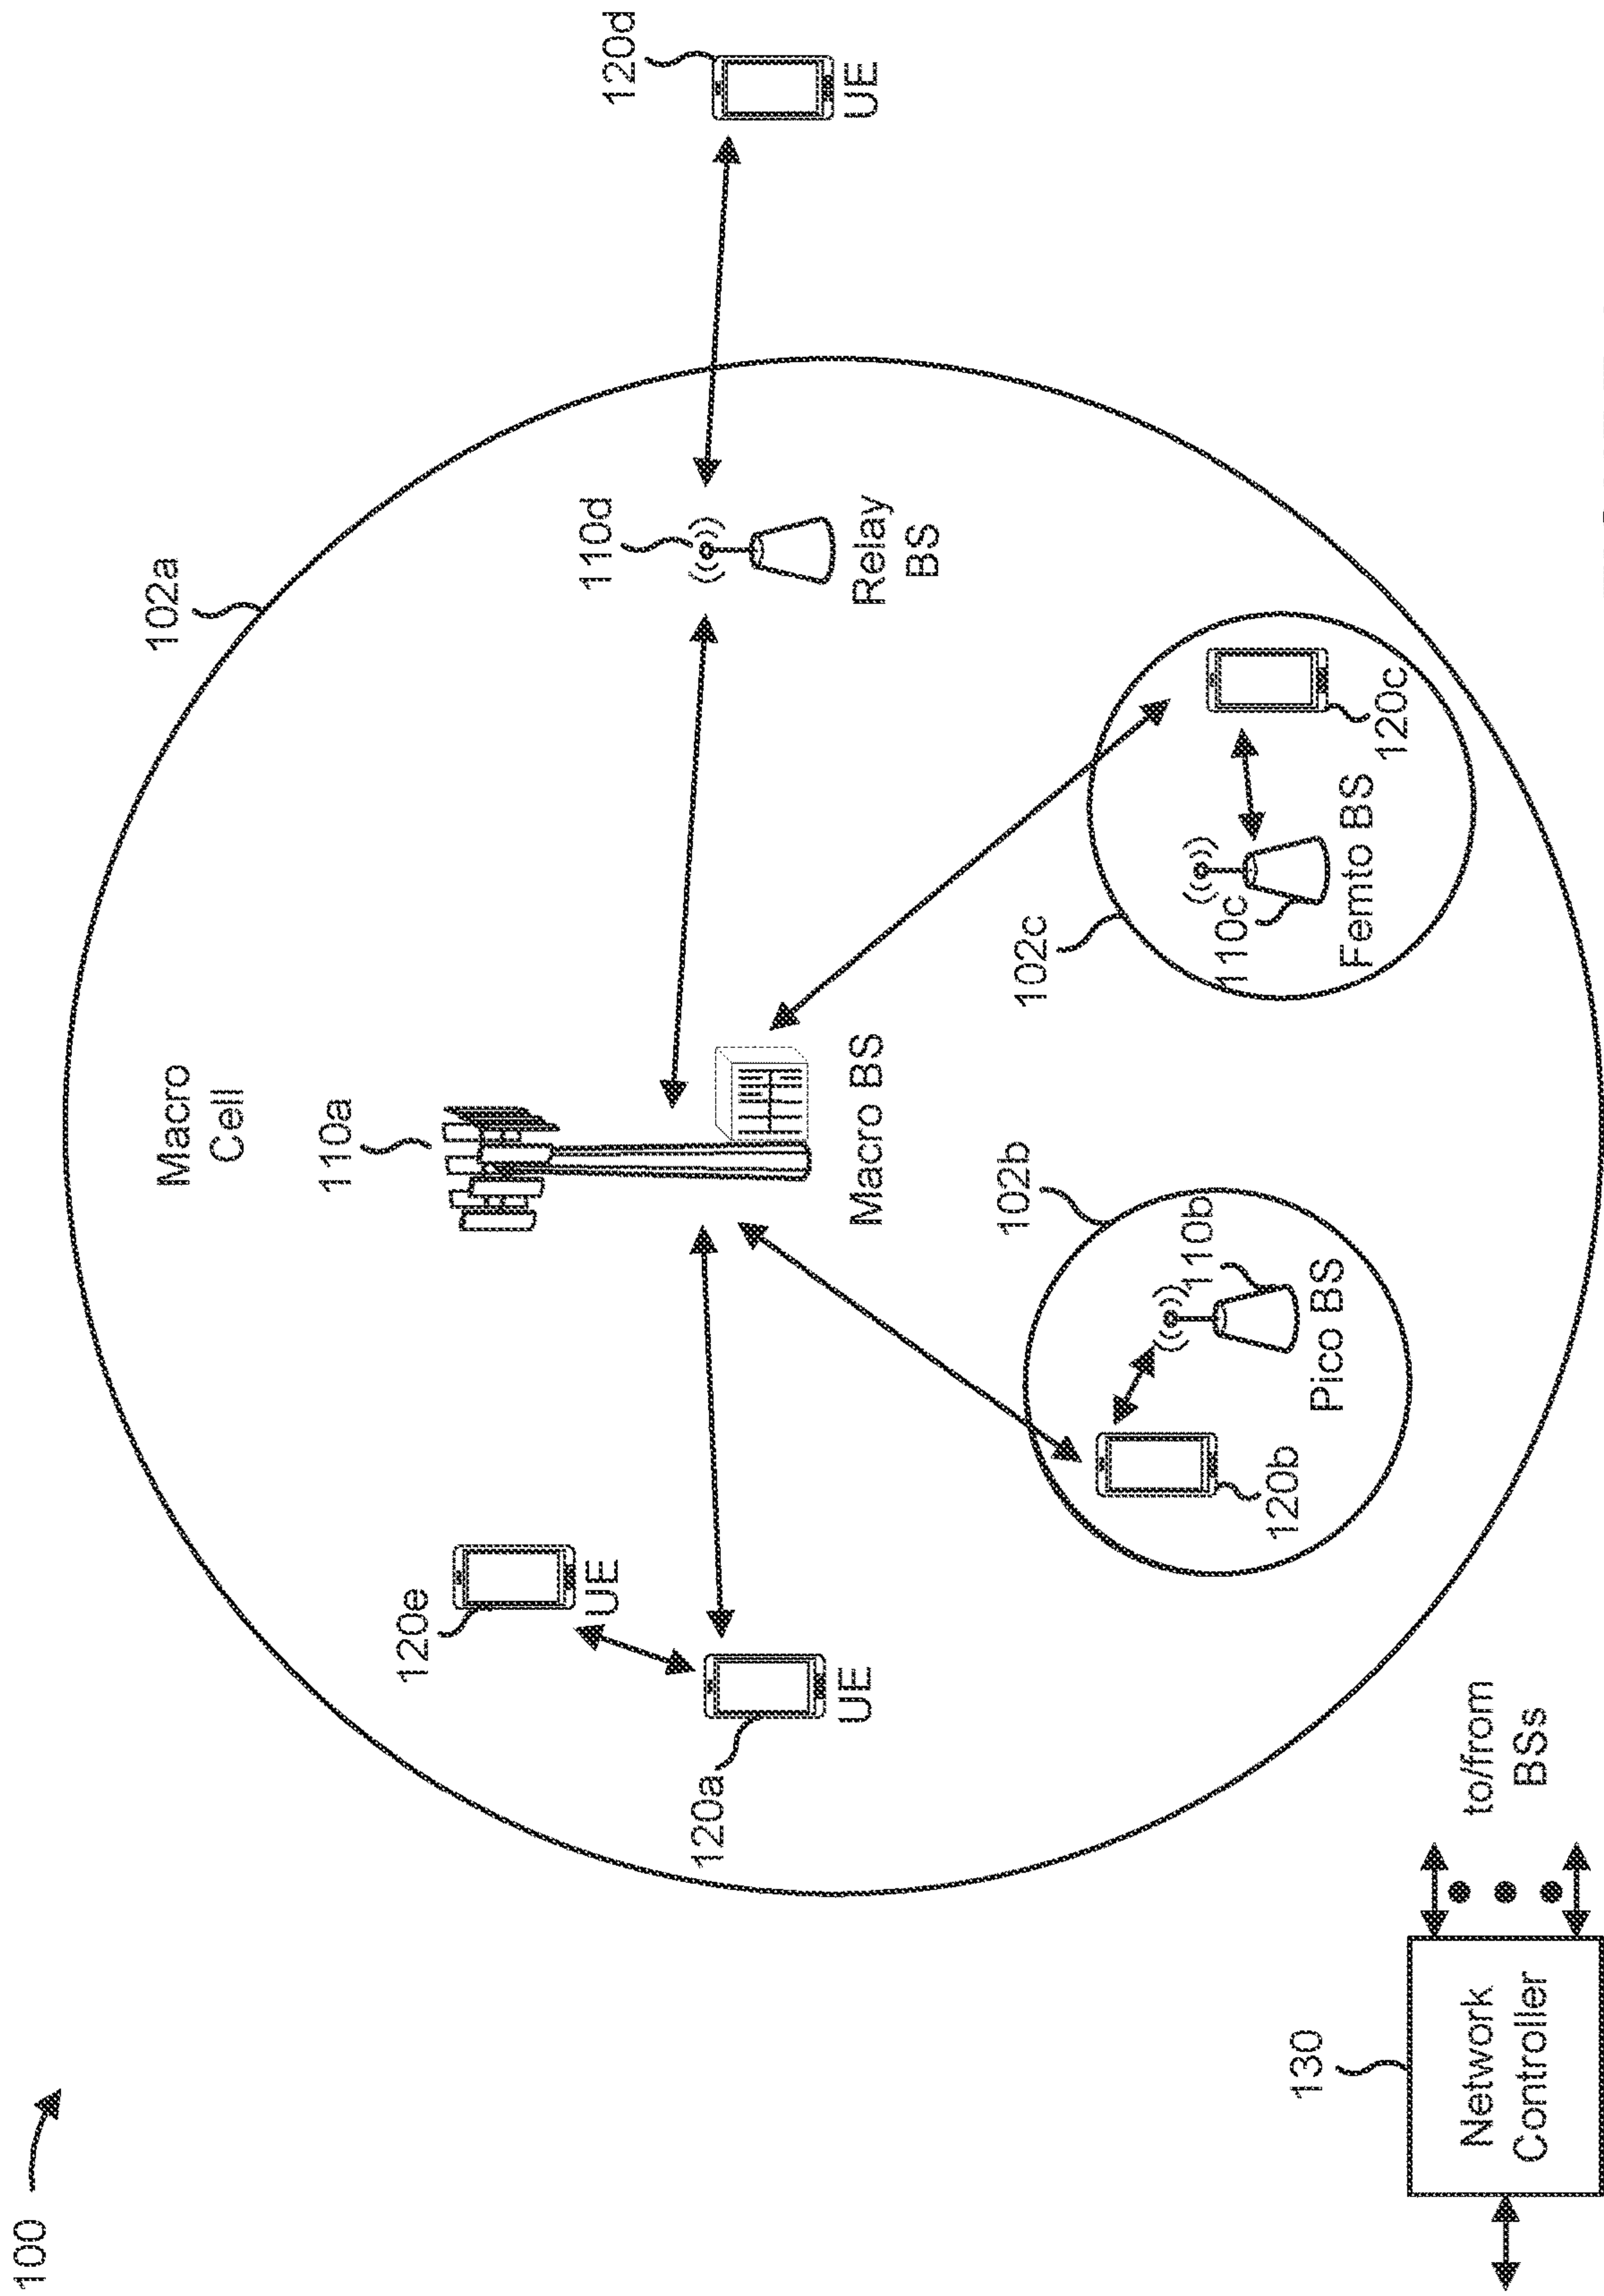 100
Macro
Cell
102a
110a
Macro BS
120e
UE
120a
UE
110d
Relay
BS
120d
UE
102b
110b
Pico BS
120b
102c
110c
Femto BS
120c
130
Network
Controller
to/from
BSs